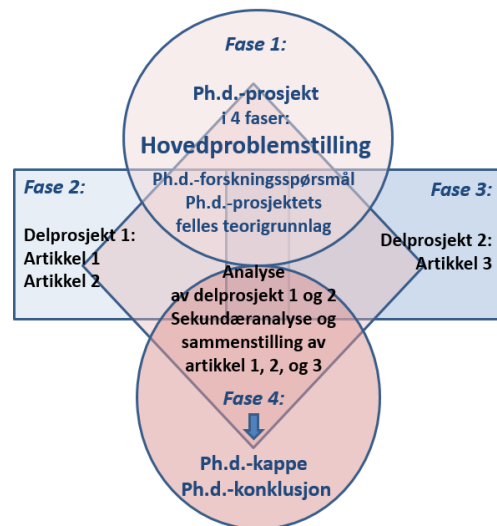 Fase 1:
Ph.d.-prosjekt
i 4 faser:
Hovedproblemstilling
Ph.d.-forskningsspørsmål
Ph.d.-prosjektets
felles teorigrunnlag
Fase 2:
Delprosjekt 1:
Artikkel 1
Artikkel 2
Fase 3:
Delprosjekt 2:
Artikkel 3
Analyse
av delprosjekt 1 og 2
Sekundæranalyse og
sammenstilling av
artikkel 1, 2, og 3
Fase 4:
Ph.d.-kappe
Ph.d.-konklusjon